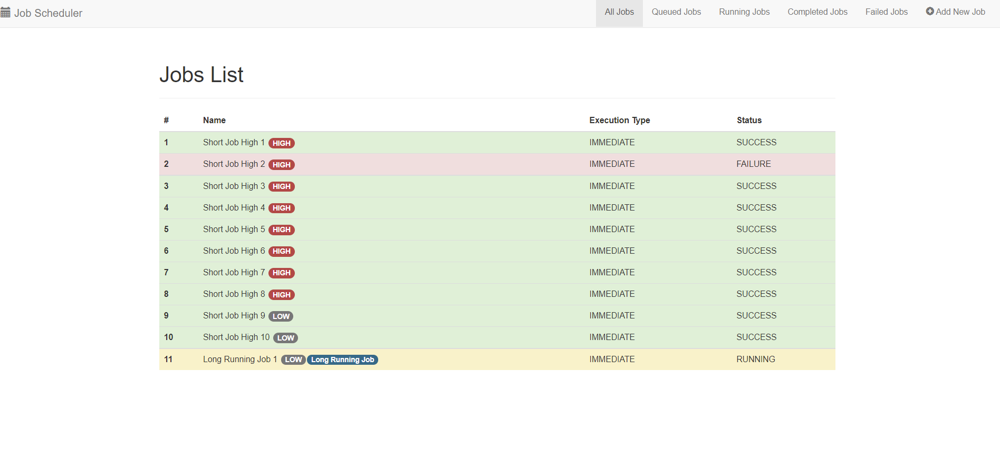 Job Scheduler All Jobs Queued Jobs Running Jobs Completed Jobs Failed Jobs Add New Job
Jobs List
# Name Execution Type Status
1 Short Job High 1 HIGH IMMEDIATE SUCCESS
2 Short Job High 2 HIGH IMMEDIATE FAILURE
3 Short Job High 3 HIGH IMMEDIATE SUCCESS
4 Short Job High 4 HIGH IMMEDIATE SUCCESS
5 Short Job High 5 HIGH IMMEDIATE SUCCESS
6 Short Job High 6 HIGH IMMEDIATE SUCCESS
7 Short Job High 7 HIGH IMMEDIATE SUCCESS
8 Short Job High 8 HIGH IMMEDIATE SUCCESS
9 Short Job High 9 LOW IMMEDIATE SUCCESS
10 Short Job High 10 LOW IMMEDIATE SUCCESS
11 Long Running Job 1 LOW Long Running Job IMMEDIATE RUNNING